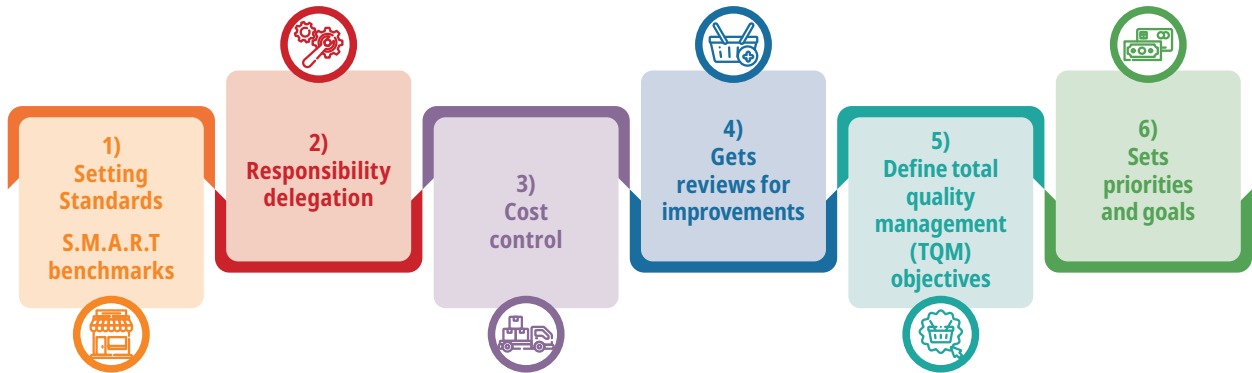 1)
Setting
Standards
S.M.A.R.T
benchmarks
2)
Responsibility
delegation
3)
Cost
control
4)
Gets
reviews for
improvements
5)
Define total
quality
management
(TQM)
objectives
6)
Sets
priorities
and goals